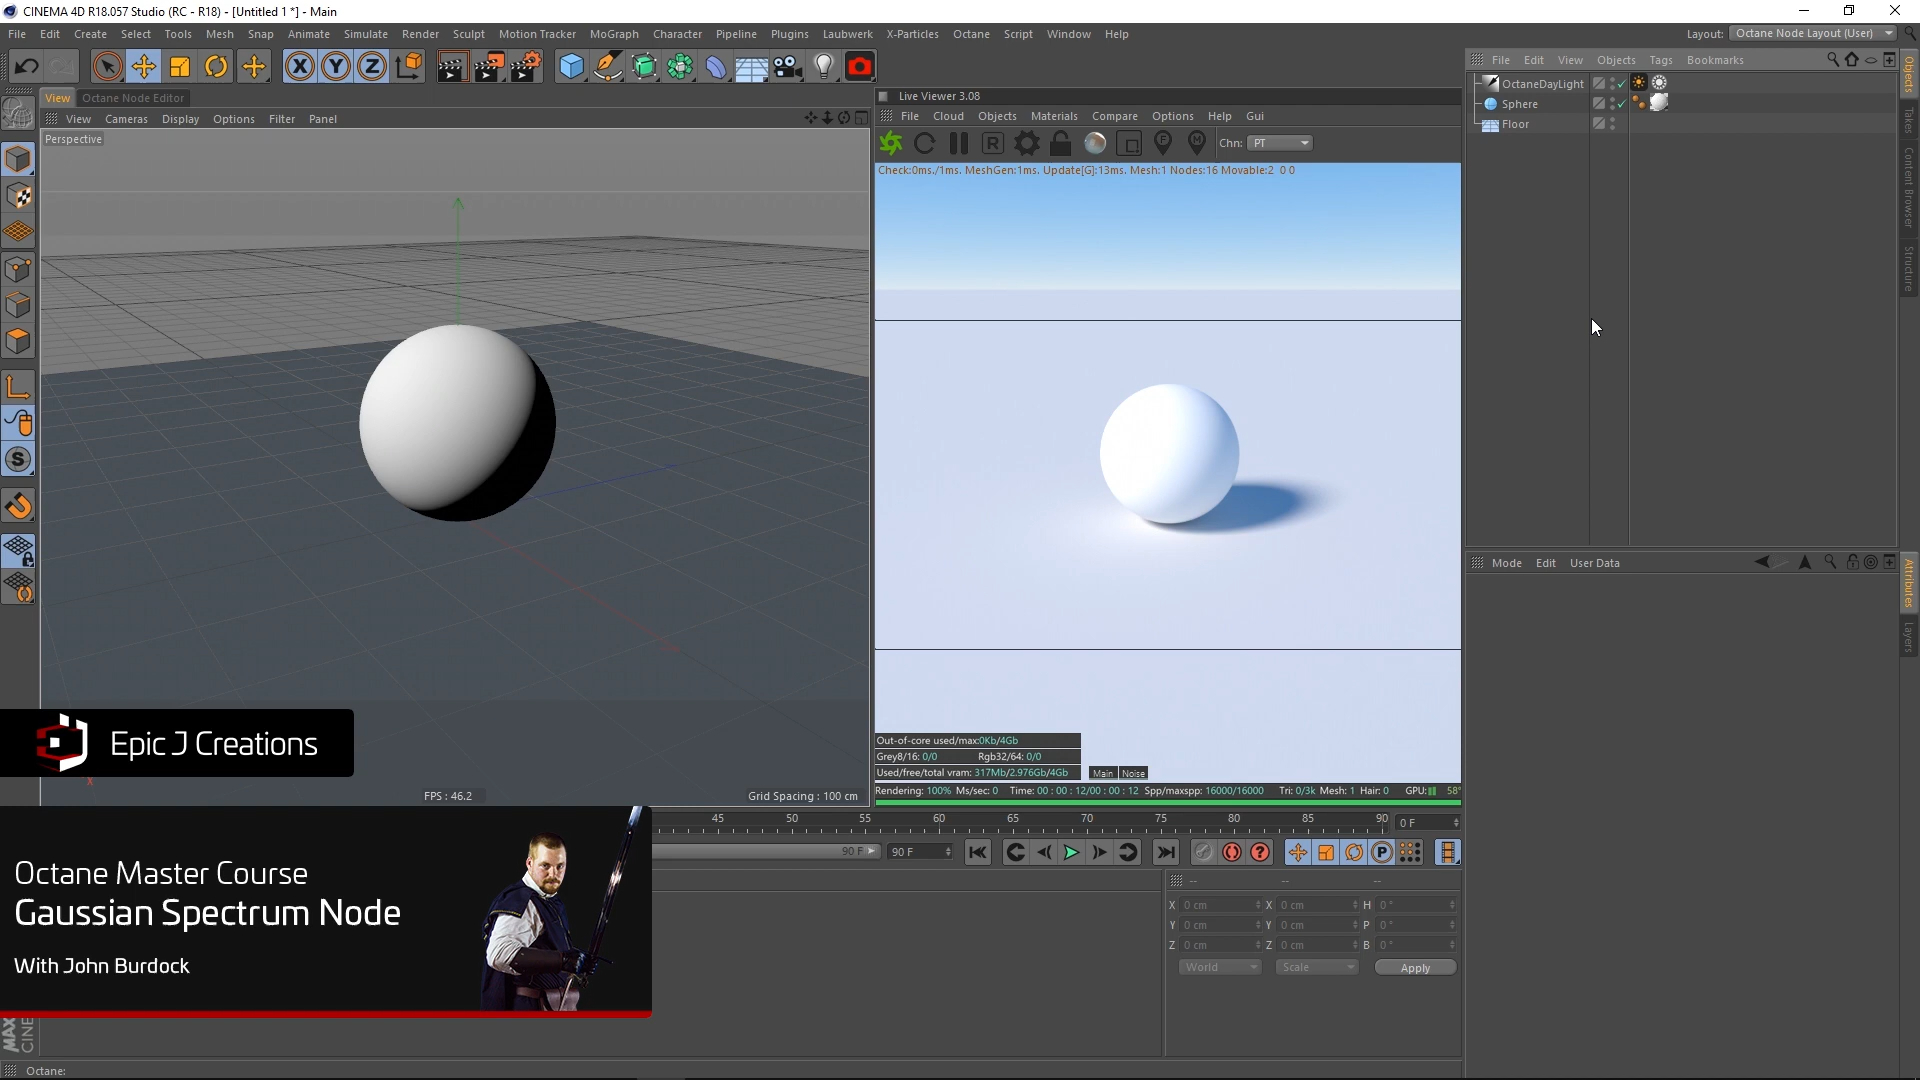 CINEMA 4D R18.057 Studio (RC - R18) - [Untitled 1 *] - Main
File Edit Create Select Tools Mesh Snap Animate Simulate Render Sculpt Motion Tracker MoGraph Character Pipeline Plugins Laubwerk X-Particles Octane Script Window Help
Layout: Octane Node Layout (User)
File Edit View Objects Tags Bookmarks
View Octane Node Editor
View Cameras Display Options Filter Panel
Perspective
Live Viewer 3.08
File Cloud Objects Materials Compare Options Help Gui
Chn: PT
Check:0ms./1ms. MeshGen:1ms. Update[G]:13ms. Mesh:1 Nodes:16 Movable:2 0 0
OctaneDayLight
Sphere
Floor
Objects
Takes
Content Browser
Structure
Mode Edit User Data
Attributes
Layers
Epic J Creations
X
FPS : 46.2
Grid Spacing : 100 cm
Out-of-core used/max:0Kb/4Gb
Grey8/16: 0/0 Rgb32/64: 0/0
Used/free/total vram: 317Mb/2.976Gb/4Gb
Main Noise
Rendering: 100% Ms/sec: 0 Time: 00 : 00 : 12/00 : 00 : 12 Spp/maxspp: 16000/16000 Tri: 0/3k Mesh: 1 Hair: 0 GPU: 58°
45 50 55 60 65 70 75 80 85 90 0 F
90 F 90 F
Octane Master Course
Gaussian Spectrum Node
With John Burdock
-- -- --
X 0 cm X 0 cm H 0 °
Y 0 cm Y 0 cm P 0 °
Z 0 cm Z 0 cm B 0 °
World Scale Apply
Octane: